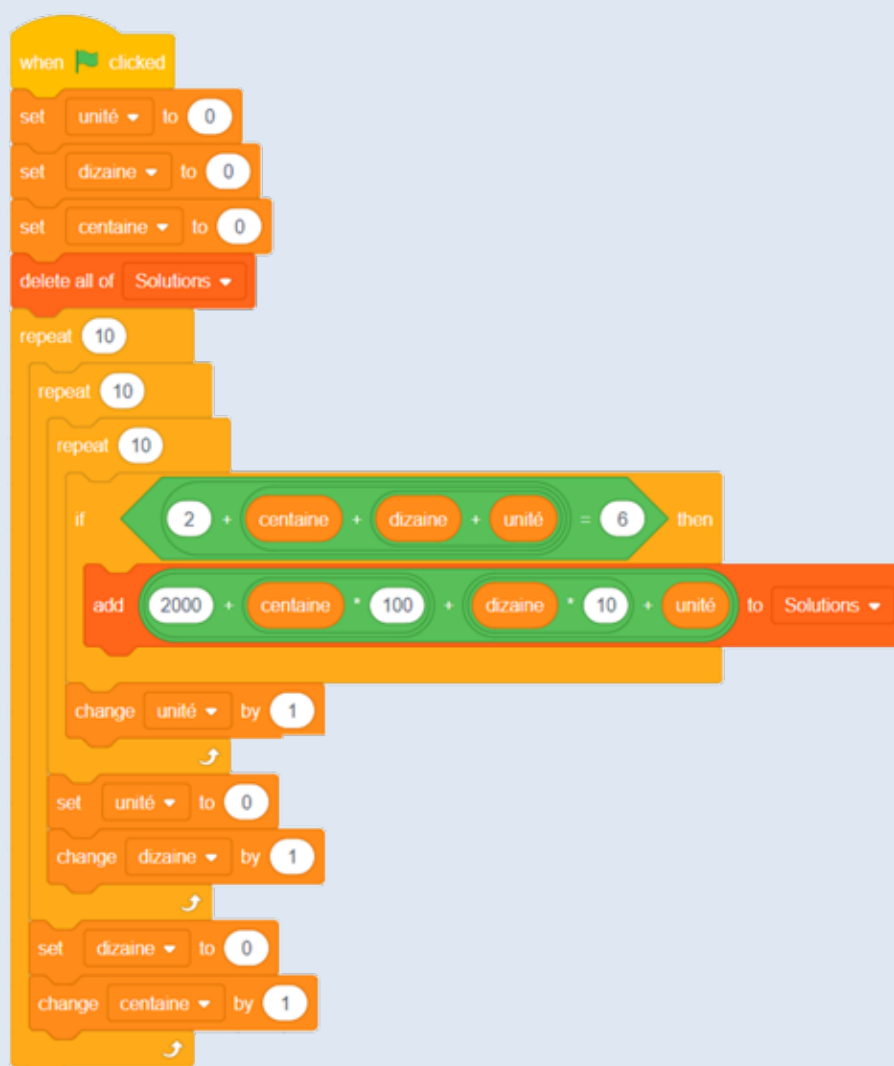 when clicked
set unité to 0
set dizaine to 0
set centaine to 0
delete all of Solutions
repeat 10
repeat 10
repeat 10
if 2 + centaine + dizaine + unité = 6 then
add 2000 + centaine * 100 + dizaine * 10 + unité to Solutions
change unité by 1
set unité to 0
change dizaine by 1
set dizaine to 0
change centaine by 1